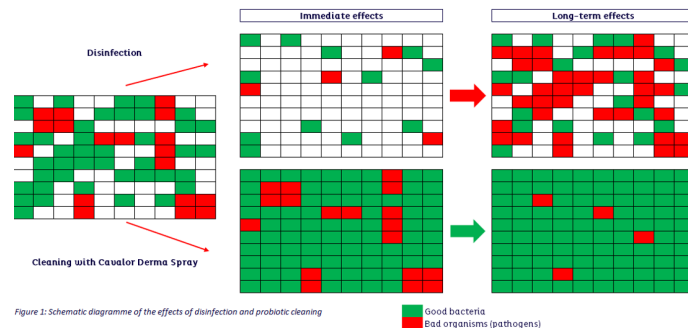 Immediate effects
Long-term effects
Disinfection
Cleaning with Cavalor Derma Spray
Figure 1: Schematic diagramme of the effects of disinfection and probiotic cleaning
Good bacteria
Bad organisms (pathogens)